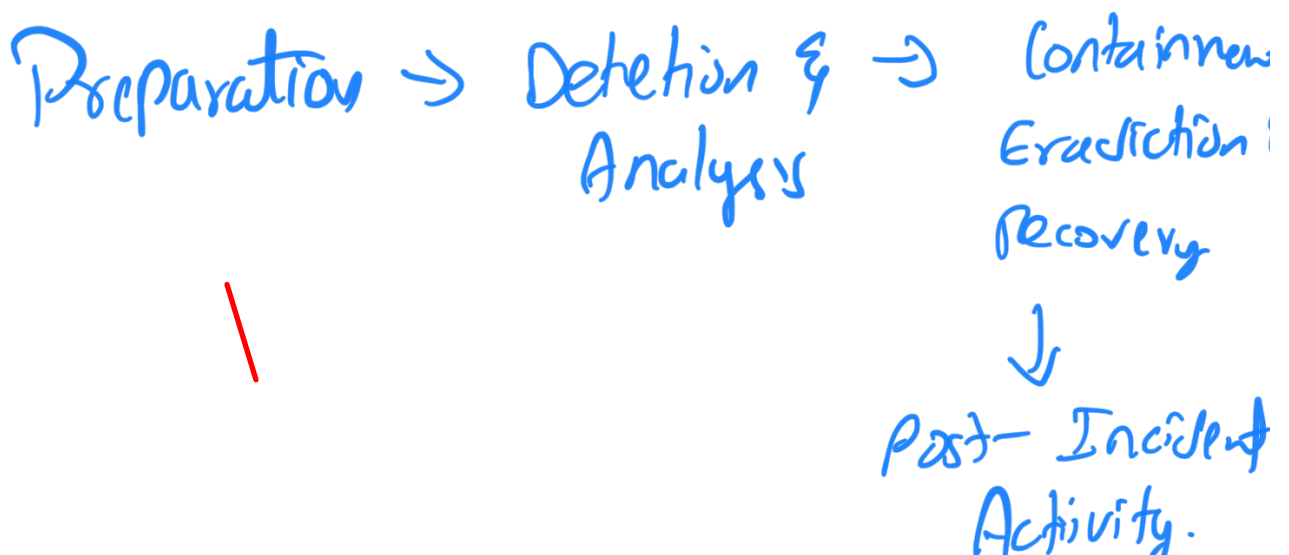 Preparation → Detetion & → Containmen
Analysis Eradiction
Recovery
↓
Post-Incident
Activity.